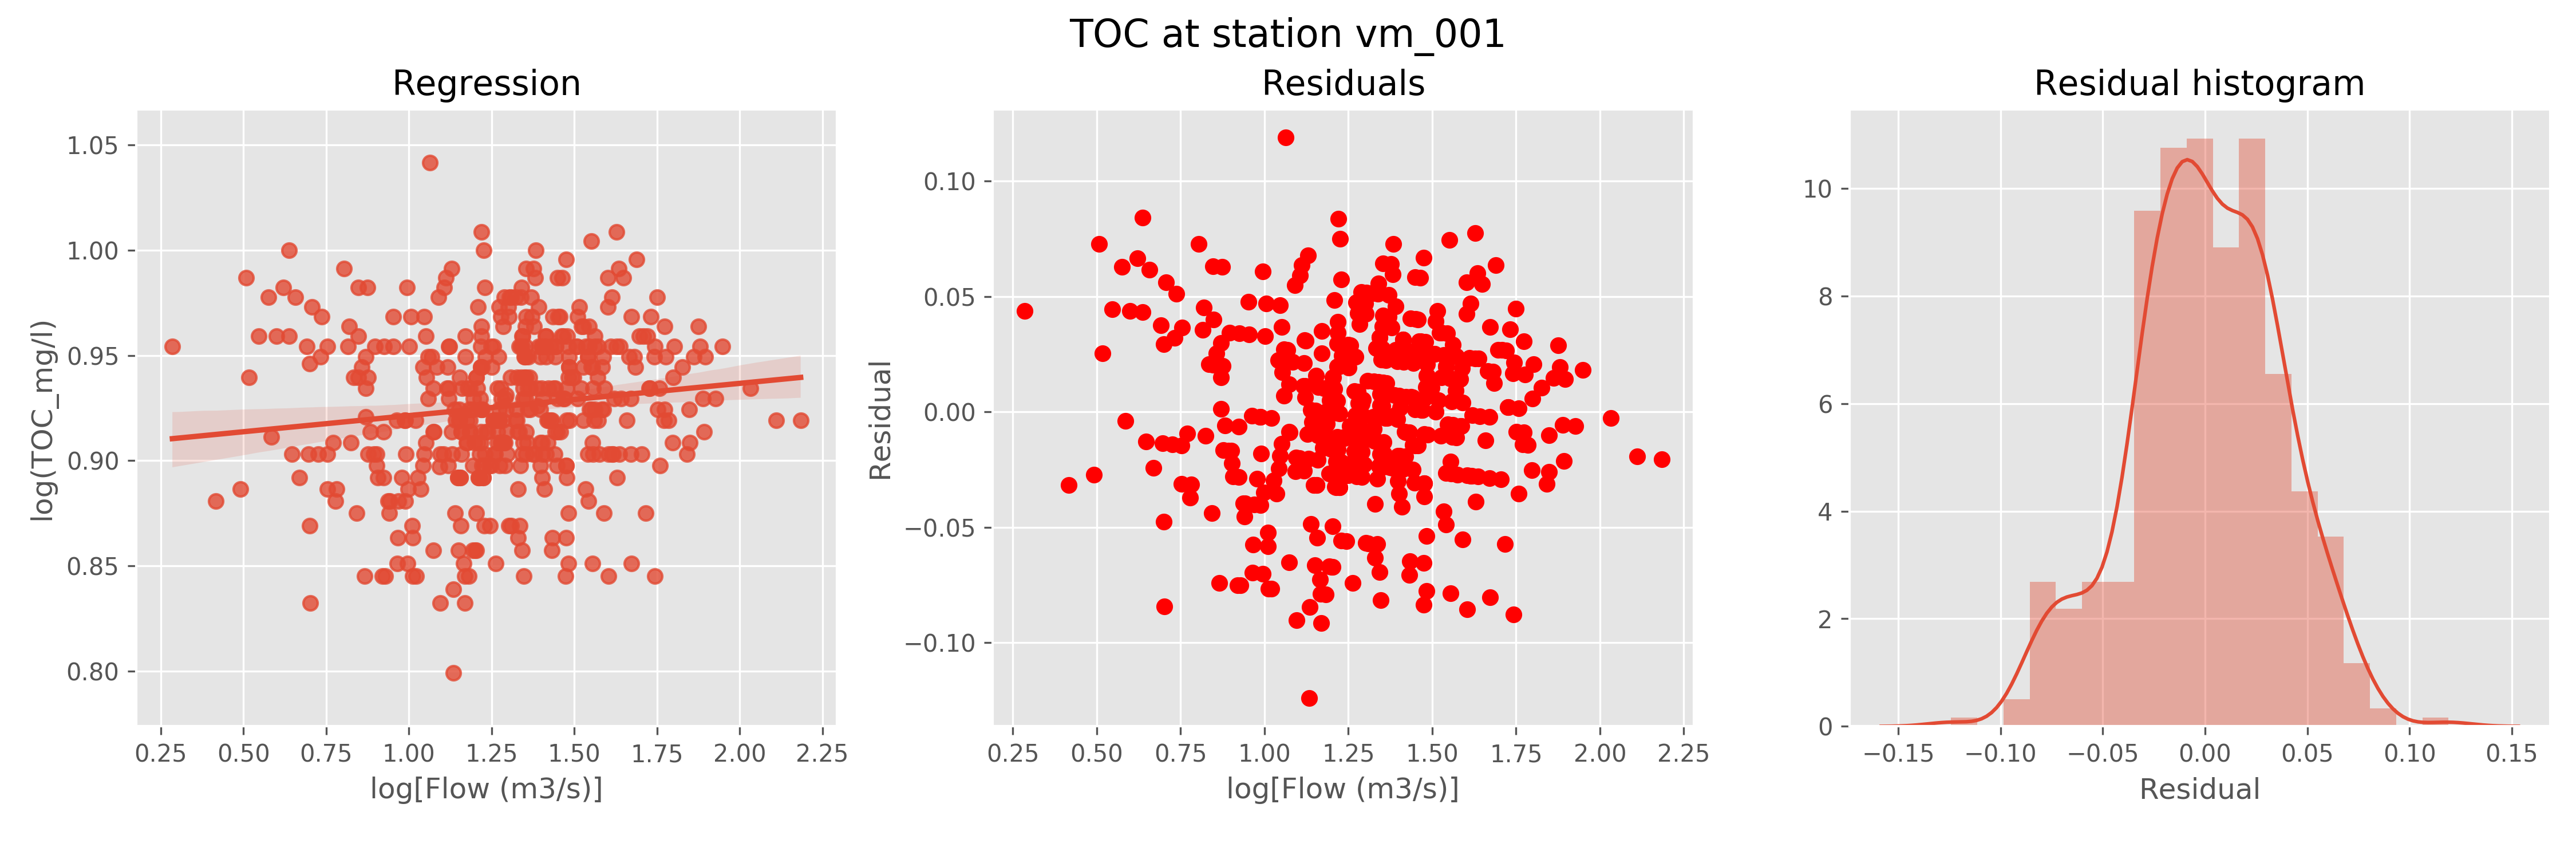 TOC at station vm_001
Regression
1.05
1.00
0.95
0.90
0.85
0.80
log(TOC_mg/l)
0.25 0.50 0.75 1.00 1.25 1.50 1.75 2.00 2.25
log[Flow (m3/s)]
Residuals
0.10
0.05
0.00
−0.05
−0.10
Residual
0.25 0.50 0.75 1.00 1.25 1.50 1.75 2.00 2.25
log[Flow (m3/s)]
Residual histogram
10
8
6
4
2
0
−0.15 −0.10 −0.05 0.00 0.05 0.10 0.15
Residual